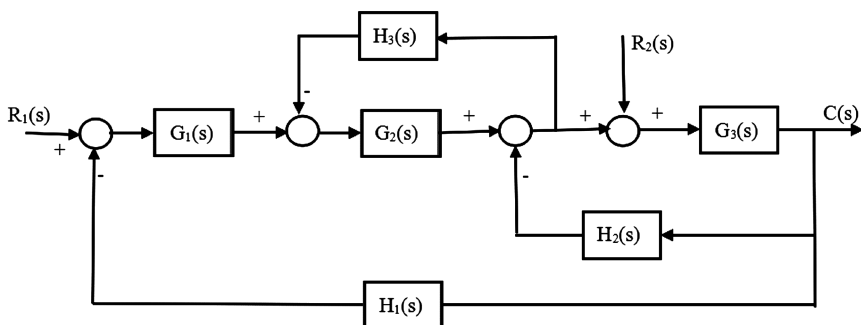 H3(s)
R2(s)
-
R1(s)
+
G1(s)
+
G2(s)
+
+
+
G3(s)
C(s)
-
-
H2(s)
H1(s)